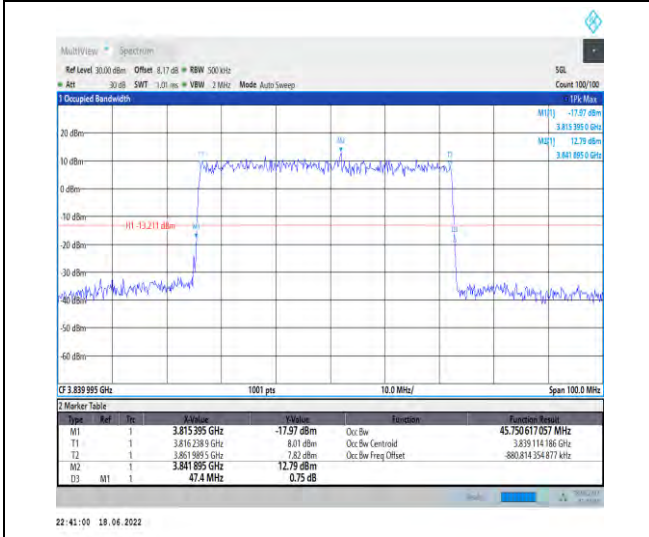 MultiView Spectrum
Ref Level 30.00 dBm Offset 8.17 dB RBW 500 kHz SGL
Att 30 dB SWT 1.01 ms VBW 2 MHz Mode Auto Sweep Count 100/100
1 Occupied Bandwidth 1Pk Max
M1[1] -17.97 dBm
3.815 395 0 GHz
M2[1] 12.79 dBm
3.841 895 0 GHz
20 dBm
10 dBm
0 dBm
-10 dBm
H1 -13.211 dBm
-20 dBm
-30 dBm
-40 dBm
-50 dBm
-60 dBm
M2
T2
M1
D3
CF 3.839 995 GHz 1001 pts 10.0 MHz/ Span 100.0 MHz
2 Marker Table
Type Ref Trc X-Value Y-Value Function Function Result
M1 1 3.815 395 GHz -17.97 dBm Occ Bw 45.750 617 057 MHz
T1 1 3.816 238 9 GHz 8.01 dBm Occ Bw Centroid 3.839 114 186 GHz
T2 1 3.861 989 5 GHz 7.82 dBm Occ Bw Freq Offset -880.814 354 877 kHz
M2 1 3.841 895 GHz 12.79 dBm
D3 M1 1 47.4 MHz 0.75 dB
22:41:00 18.06.2022